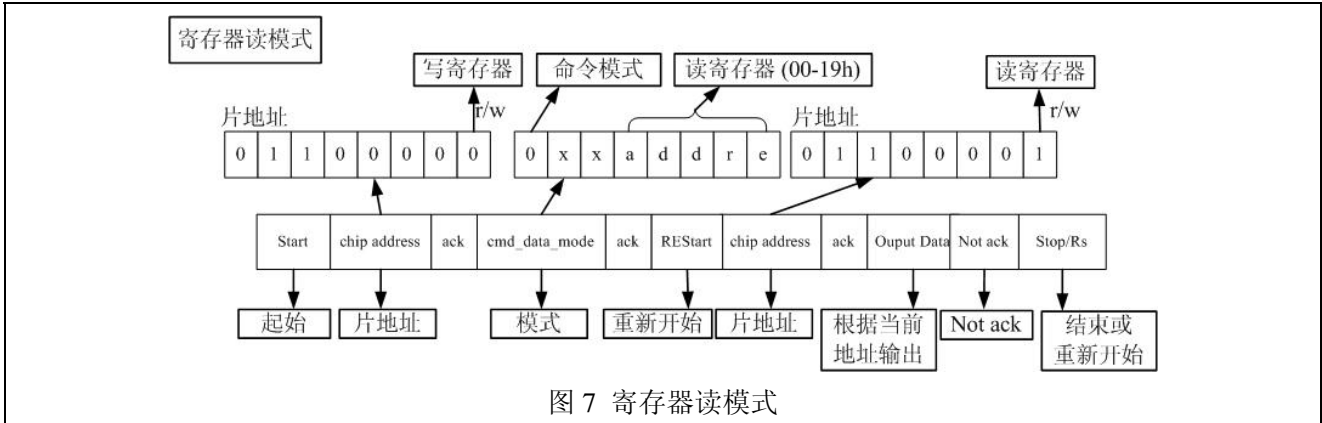 寄存器读模式
写寄存器 命令模式 读寄存器 (00-19h) 读寄存器
片地址 r/w 片地址 r/w
0 1 1 0 0 0 0 0 0 x x a d d r e 0 1 1 0 0 0 0 1
Start chip address ack cmd_data_mode ack REStart chip address ack Ouput Data Not ack Stop/Rs
起始 片地址 模式 重新开始 片地址 根据当前 Not ack 结束或
地址输出 重新开始
图 7 寄存器读模式